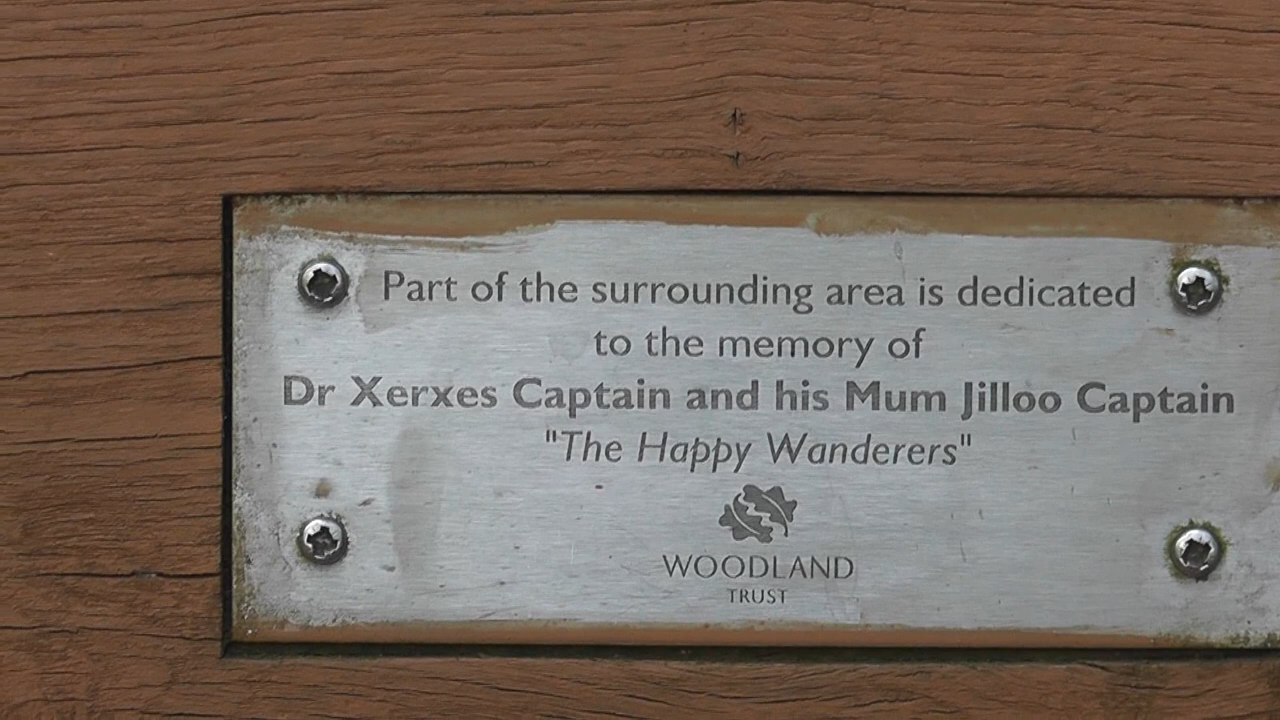 Part of the surrounding area is dedicated
to the memory of
Dr Xerxes Captain and his Mum Jilloo Captain
"The Happy Wanderers"
WOODLAND
TRUST